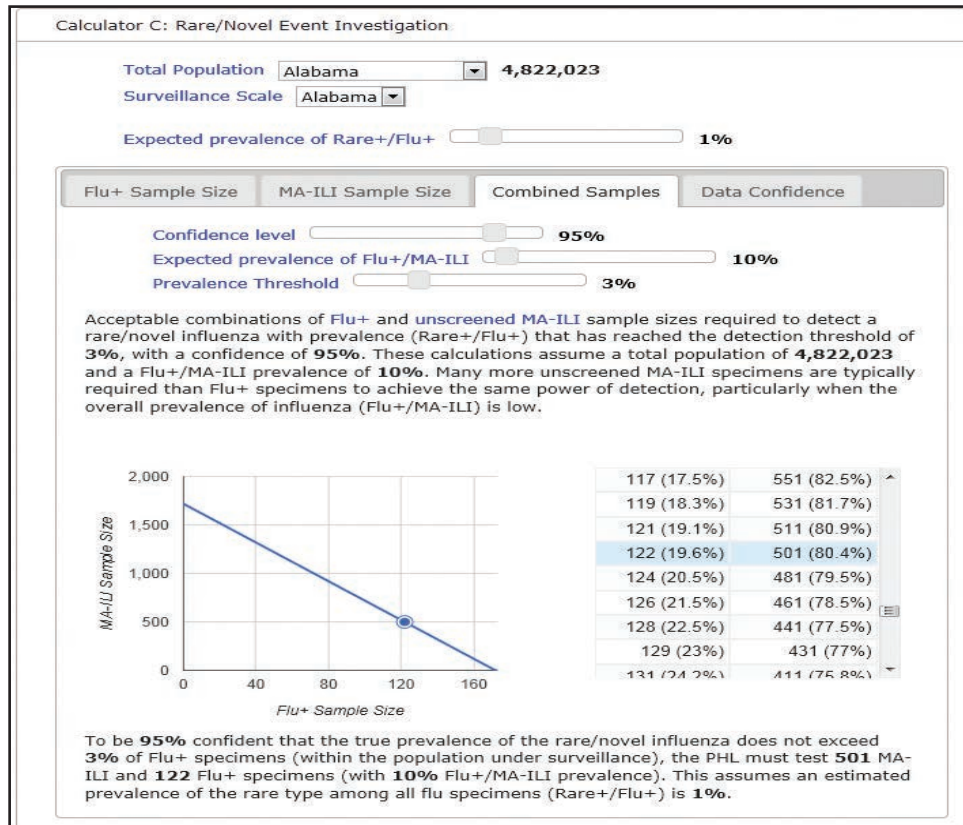 Calculator C: Rare/Novel Event Investigation
Total Population Alabama 4,822,023
Surveillance Scale Alabama
Expected prevalence of Rare+/Flu+ 1%
Flu+ Sample Size MA-ILI Sample Size Combined Samples Data Confidence
Confidence level 95%
Expected prevalence of Flu+/MA-ILI 10%
Prevalence Threshold 3%
Acceptable combinations of Flu+ and unscreened MA-ILI sample sizes required to detect a
rare/novel influenza with prevalence (Rare+/Flu+) that has reached the detection threshold of
3%, with a confidence of 95%. These calculations assume a total population of 4,822,023
and a Flu+/MA-ILI prevalence of 10%. Many more unscreened MA-ILI specimens are typically
required than Flu+ specimens to achieve the same power of detection, particularly when the
overall prevalence of influenza (Flu+/MA-ILI) is low.
MA-ILI Sample Size
2,000
1,500
1,000
500
0
0 40 80 120 160
Flu+ Sample Size
117 (17.5%) 551 (82.5%)
119 (18.3%) 531 (81.7%)
121 (19.1%) 511 (80.9%)
122 (19.6%) 501 (80.4%)
124 (20.5%) 481 (79.5%)
126 (21.5%) 461 (78.5%)
128 (22.5%) 441 (77.5%)
129 (23%) 431 (77%)
131 (24.2%) 411 (75.8%)
To be 95% confident that the true prevalence of the rare/novel influenza does not exceed
3% of Flu+ specimens (within the population under surveillance), the PHL must test 501 MA-
ILI and 122 Flu+ specimens (with 10% Flu+/MA-ILI prevalence). This assumes an estimated
prevalence of the rare type among all flu specimens (Rare+/Flu+) is 1%.